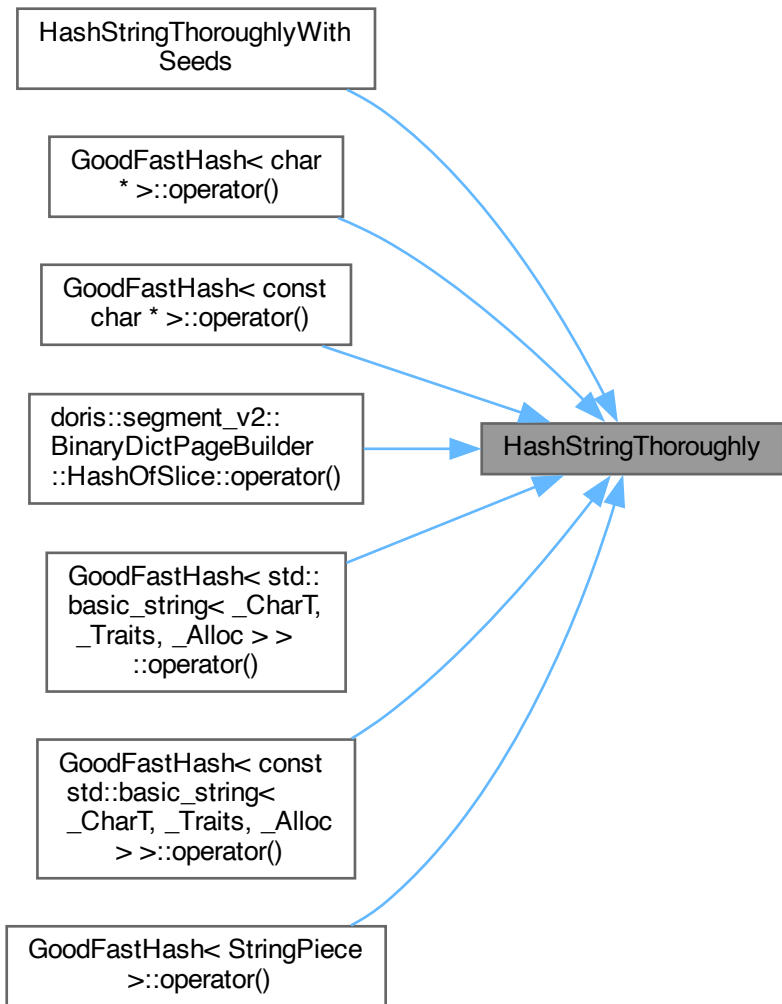 HashStringThoroughlyWith
Seeds
GoodFastHash< char
* >::operator()
GoodFastHash< const
char * >::operator()
doris::segment_v2::
BinaryDictPageBuilder
::HashOfSlice::operator()
HashStringThoroughly
GoodFastHash< std::
basic_string< _CharT,
_Traits, _Alloc > >
::operator()
GoodFastHash< const
std::basic_string<
_CharT, _Traits, _Alloc
> >::operator()
GoodFastHash< StringPiece
>::operator()